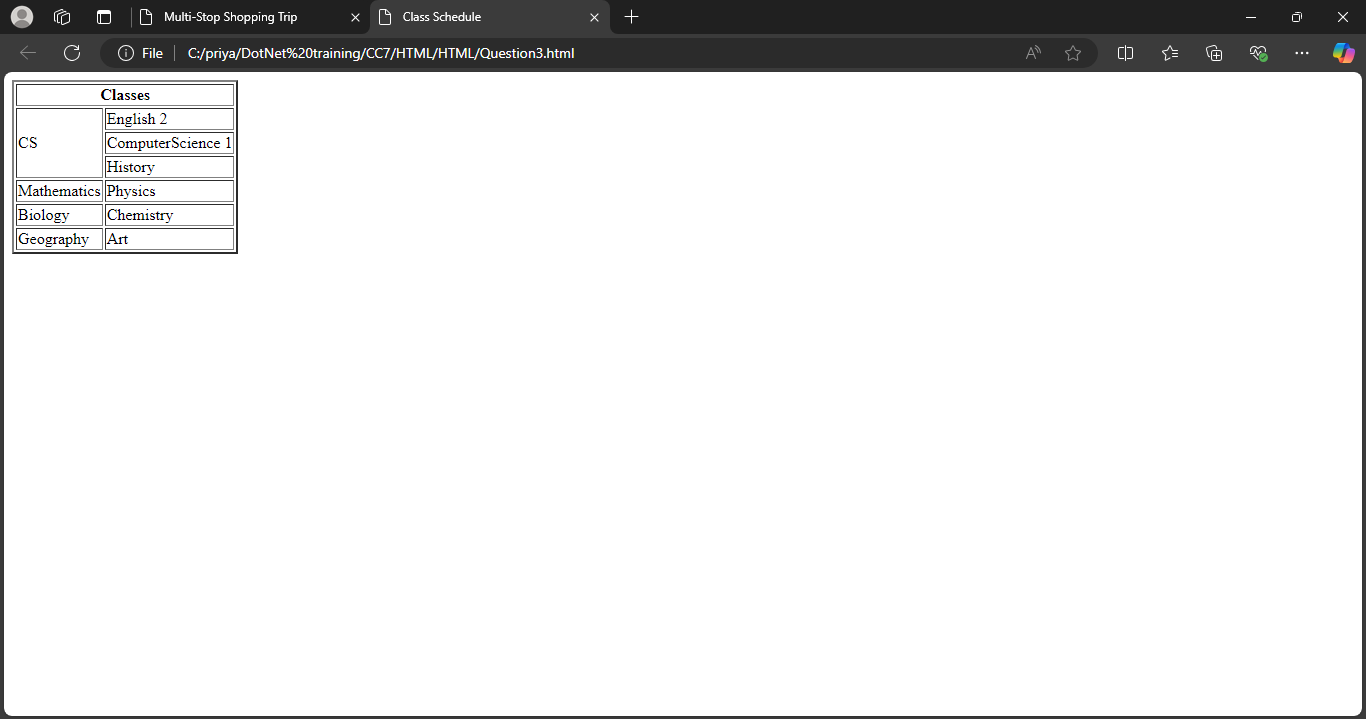 Multi-Stop Shopping Trip
Class Schedule
File C:/priya/DotNet%20training/CC7/HTML/HTML/Question3.html
Classes
CS
English 2
ComputerScience 1
History
Mathematics Physics
Biology Chemistry
Geography Art